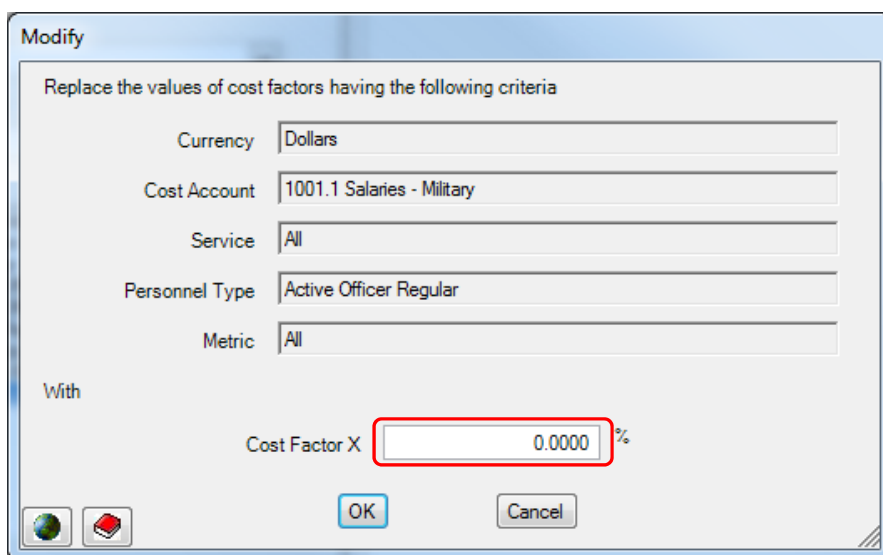 Modify
Replace the values of cost factors having the following criteria
Currency Dollars
Cost Account 1001.1 Salaries - Military
Service All
Personnel Type Active Officer Regular
Metric All
With
Cost Factor X 0.0000 %
OK Cancel